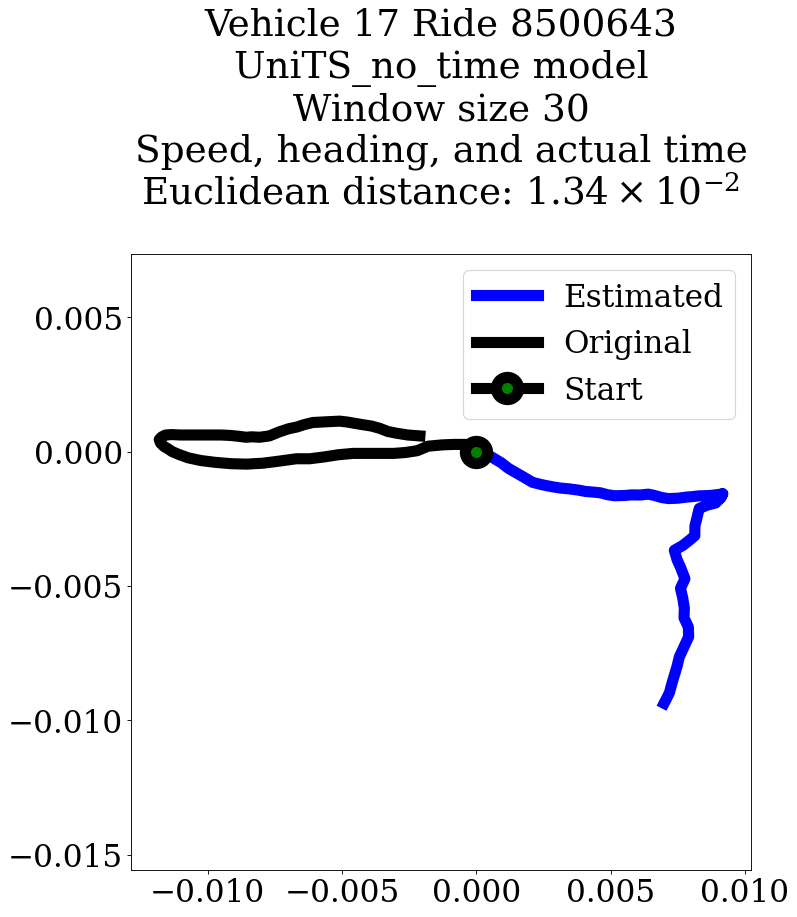 Vehicle 17 Ride 8500643
UniTS_no_time model
Window size 30
Speed, heading, and actual time
Euclidean distance: 1.34 × 10⁻²
Estimated
Original
Start
0.005
0.000
−0.005
−0.010
−0.015
−0.010 −0.005 0.000 0.005 0.010